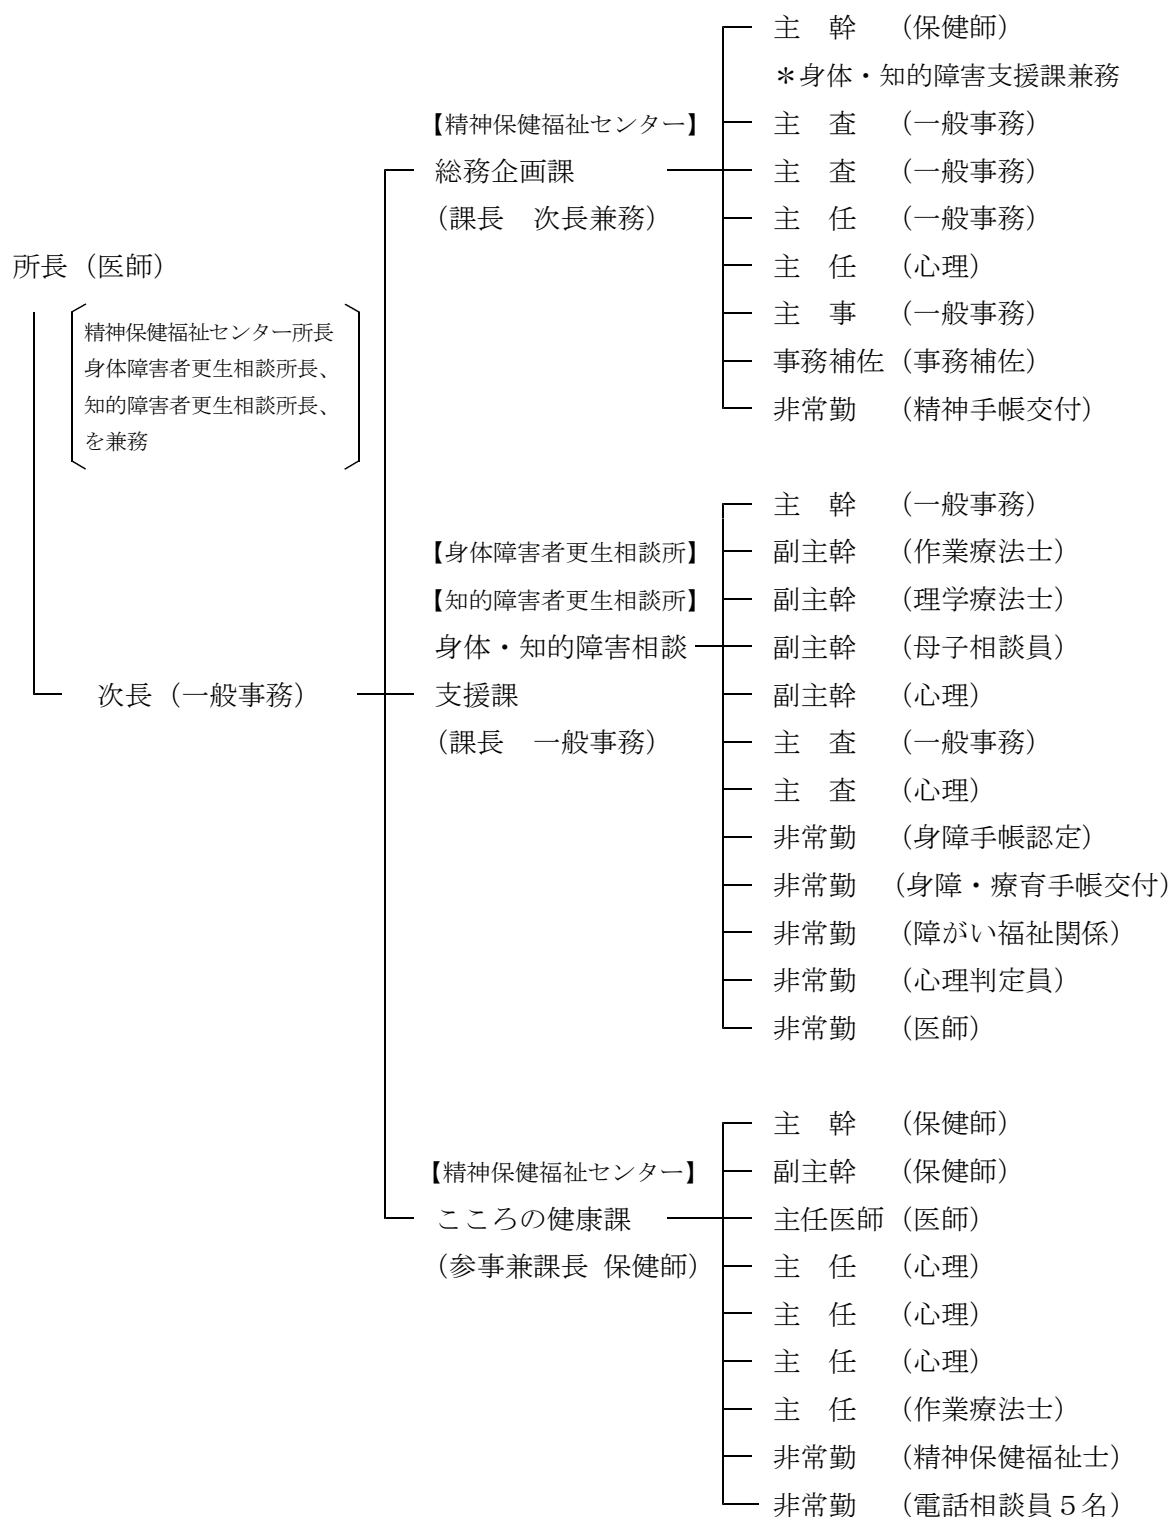 主　幹　（保健師）
＊身体・知的障害支援課兼務
【精神保健福祉センター】　主　査　（一般事務）
総務企画課　主　査　（一般事務）
（課長　次長兼務）　主　任　（一般事務）
所長（医師）　主　任　（心理）
精神保健福祉センター所長　主　事　（一般事務）
身体障害者更生相談所長、　事務補佐（事務補佐）
知的障害者更生相談所長、　非常勤　（精神手帳交付）
を兼務
主　幹　（一般事務）
【身体障害者更生相談所】　副主幹　（作業療法士）
【知的障害者更生相談所】　副主幹　（理学療法士）
身体・知的障害相談　副主幹　（母子相談員）
次長（一般事務）　支援課　副主幹　（心理）
（課長　一般事務）　主　査　（一般事務）
主　査　（心理）
非常勤　（身障手帳認定）
非常勤　（身障・療育手帳交付）
非常勤　（障がい福祉関係）
非常勤　（心理判定員）
非常勤　（医師）
主　幹　（保健師）
【精神保健福祉センター】　副主幹　（保健師）
こころの健康課　主任医師（医師）
（参事兼課長 保健師）　主　任　（心理）
主　任　（心理）
主　任　（心理）
主　任　（作業療法士）
非常勤　（精神保健福祉士）
非常勤　（電話相談員５名）